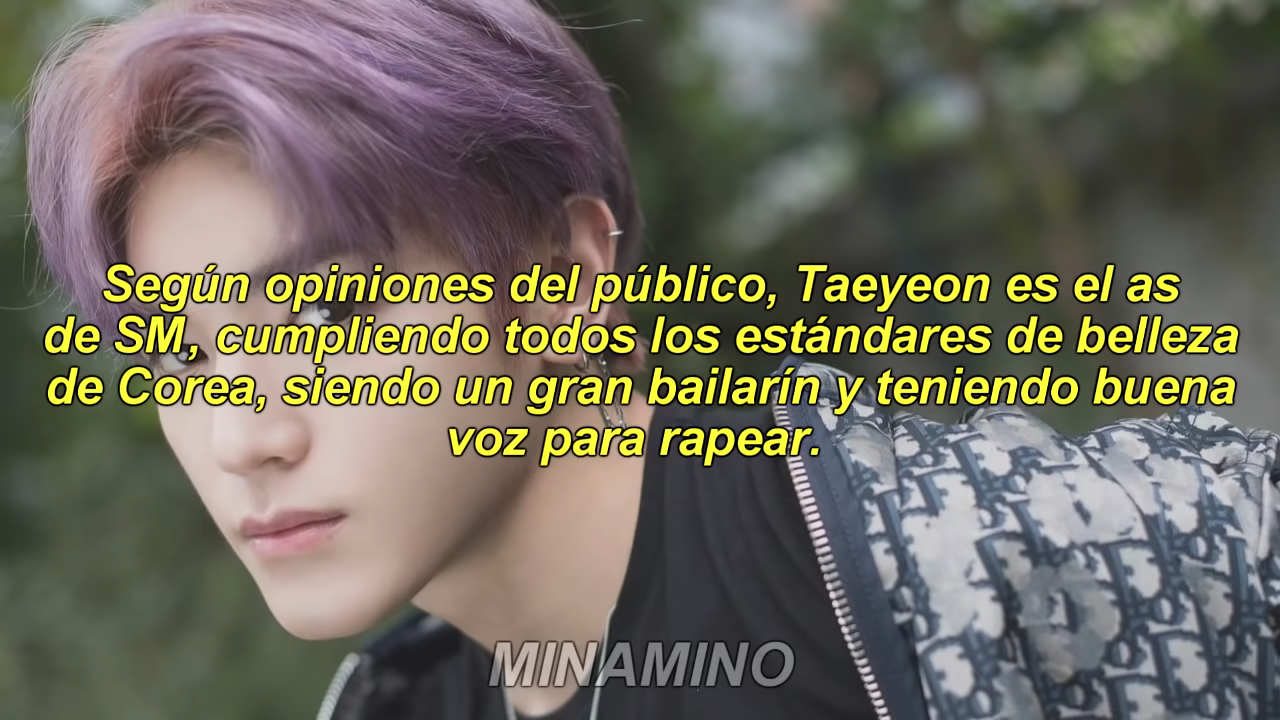 Según opiniones del público, Taeyeon es el as
de SM, cumpliendo todos los estándares de belleza
de Corea, siendo un gran bailarín y teniendo buena
voz para rapear.
MINAMINO